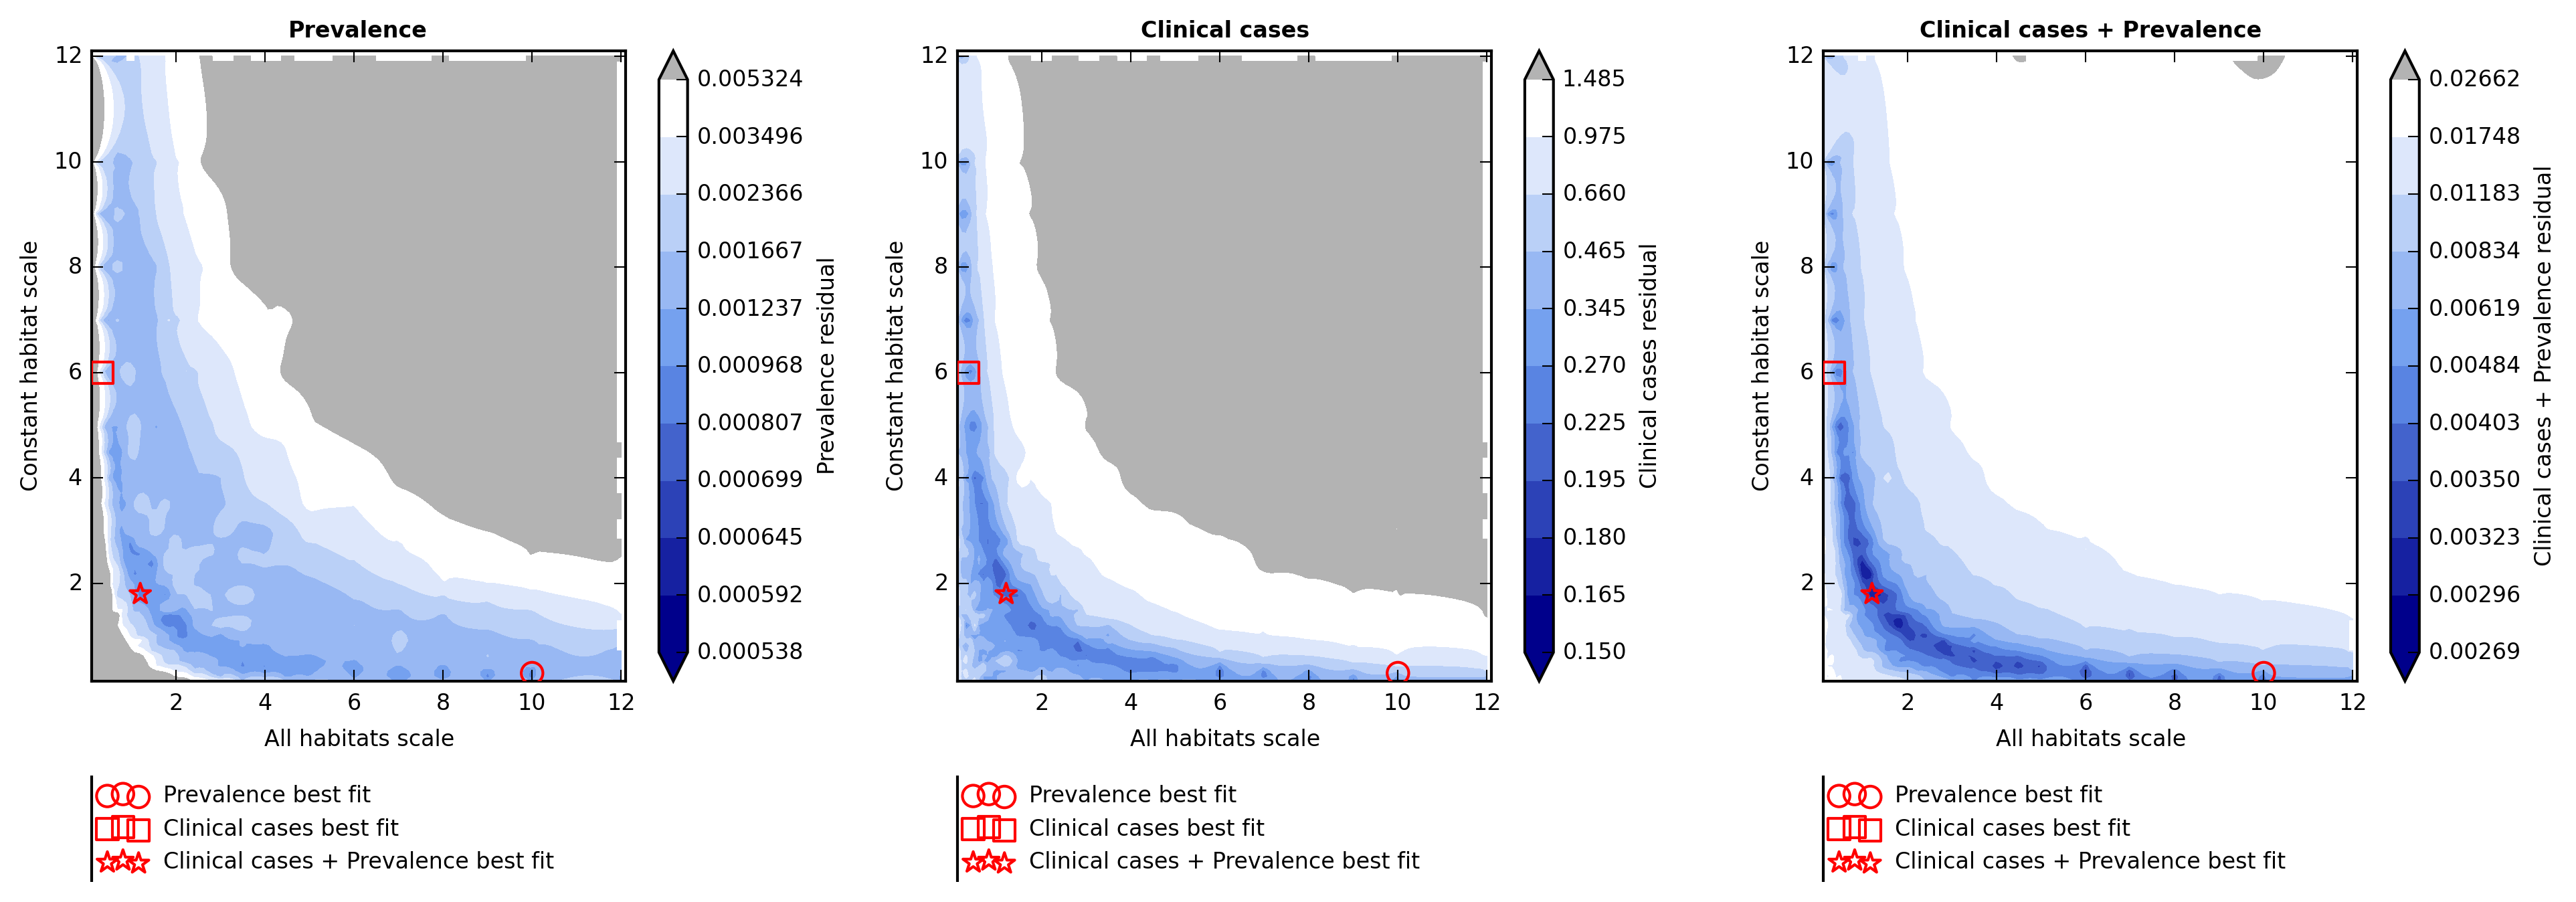 Prevalence
Clinical cases
Clinical cases + Prevalence
12
10
8
6
4
2
Constant habitat scale
2 4 6 8 10 12
All habitats scale
0.005324
0.003496
0.002366
0.001667
0.001237
0.000968
0.000807
0.000699
0.000645
0.000592
0.000538
Prevalence residual
Prevalence best fit
Clinical cases best fit
Clinical cases + Prevalence best fit
12
10
8
6
4
2
Constant habitat scale
2 4 6 8 10 12
All habitats scale
1.485
0.975
0.660
0.465
0.345
0.270
0.225
0.195
0.180
0.165
0.150
Clinical cases residual
Prevalence best fit
Clinical cases best fit
Clinical cases + Prevalence best fit
12
10
8
6
4
2
Constant habitat scale
2 4 6 8 10 12
All habitats scale
0.02662
0.01748
0.01183
0.00834
0.00619
0.00484
0.00403
0.00350
0.00323
0.00296
0.00269
Clinical cases + Prevalence residual
Prevalence best fit
Clinical cases best fit
Clinical cases + Prevalence best fit